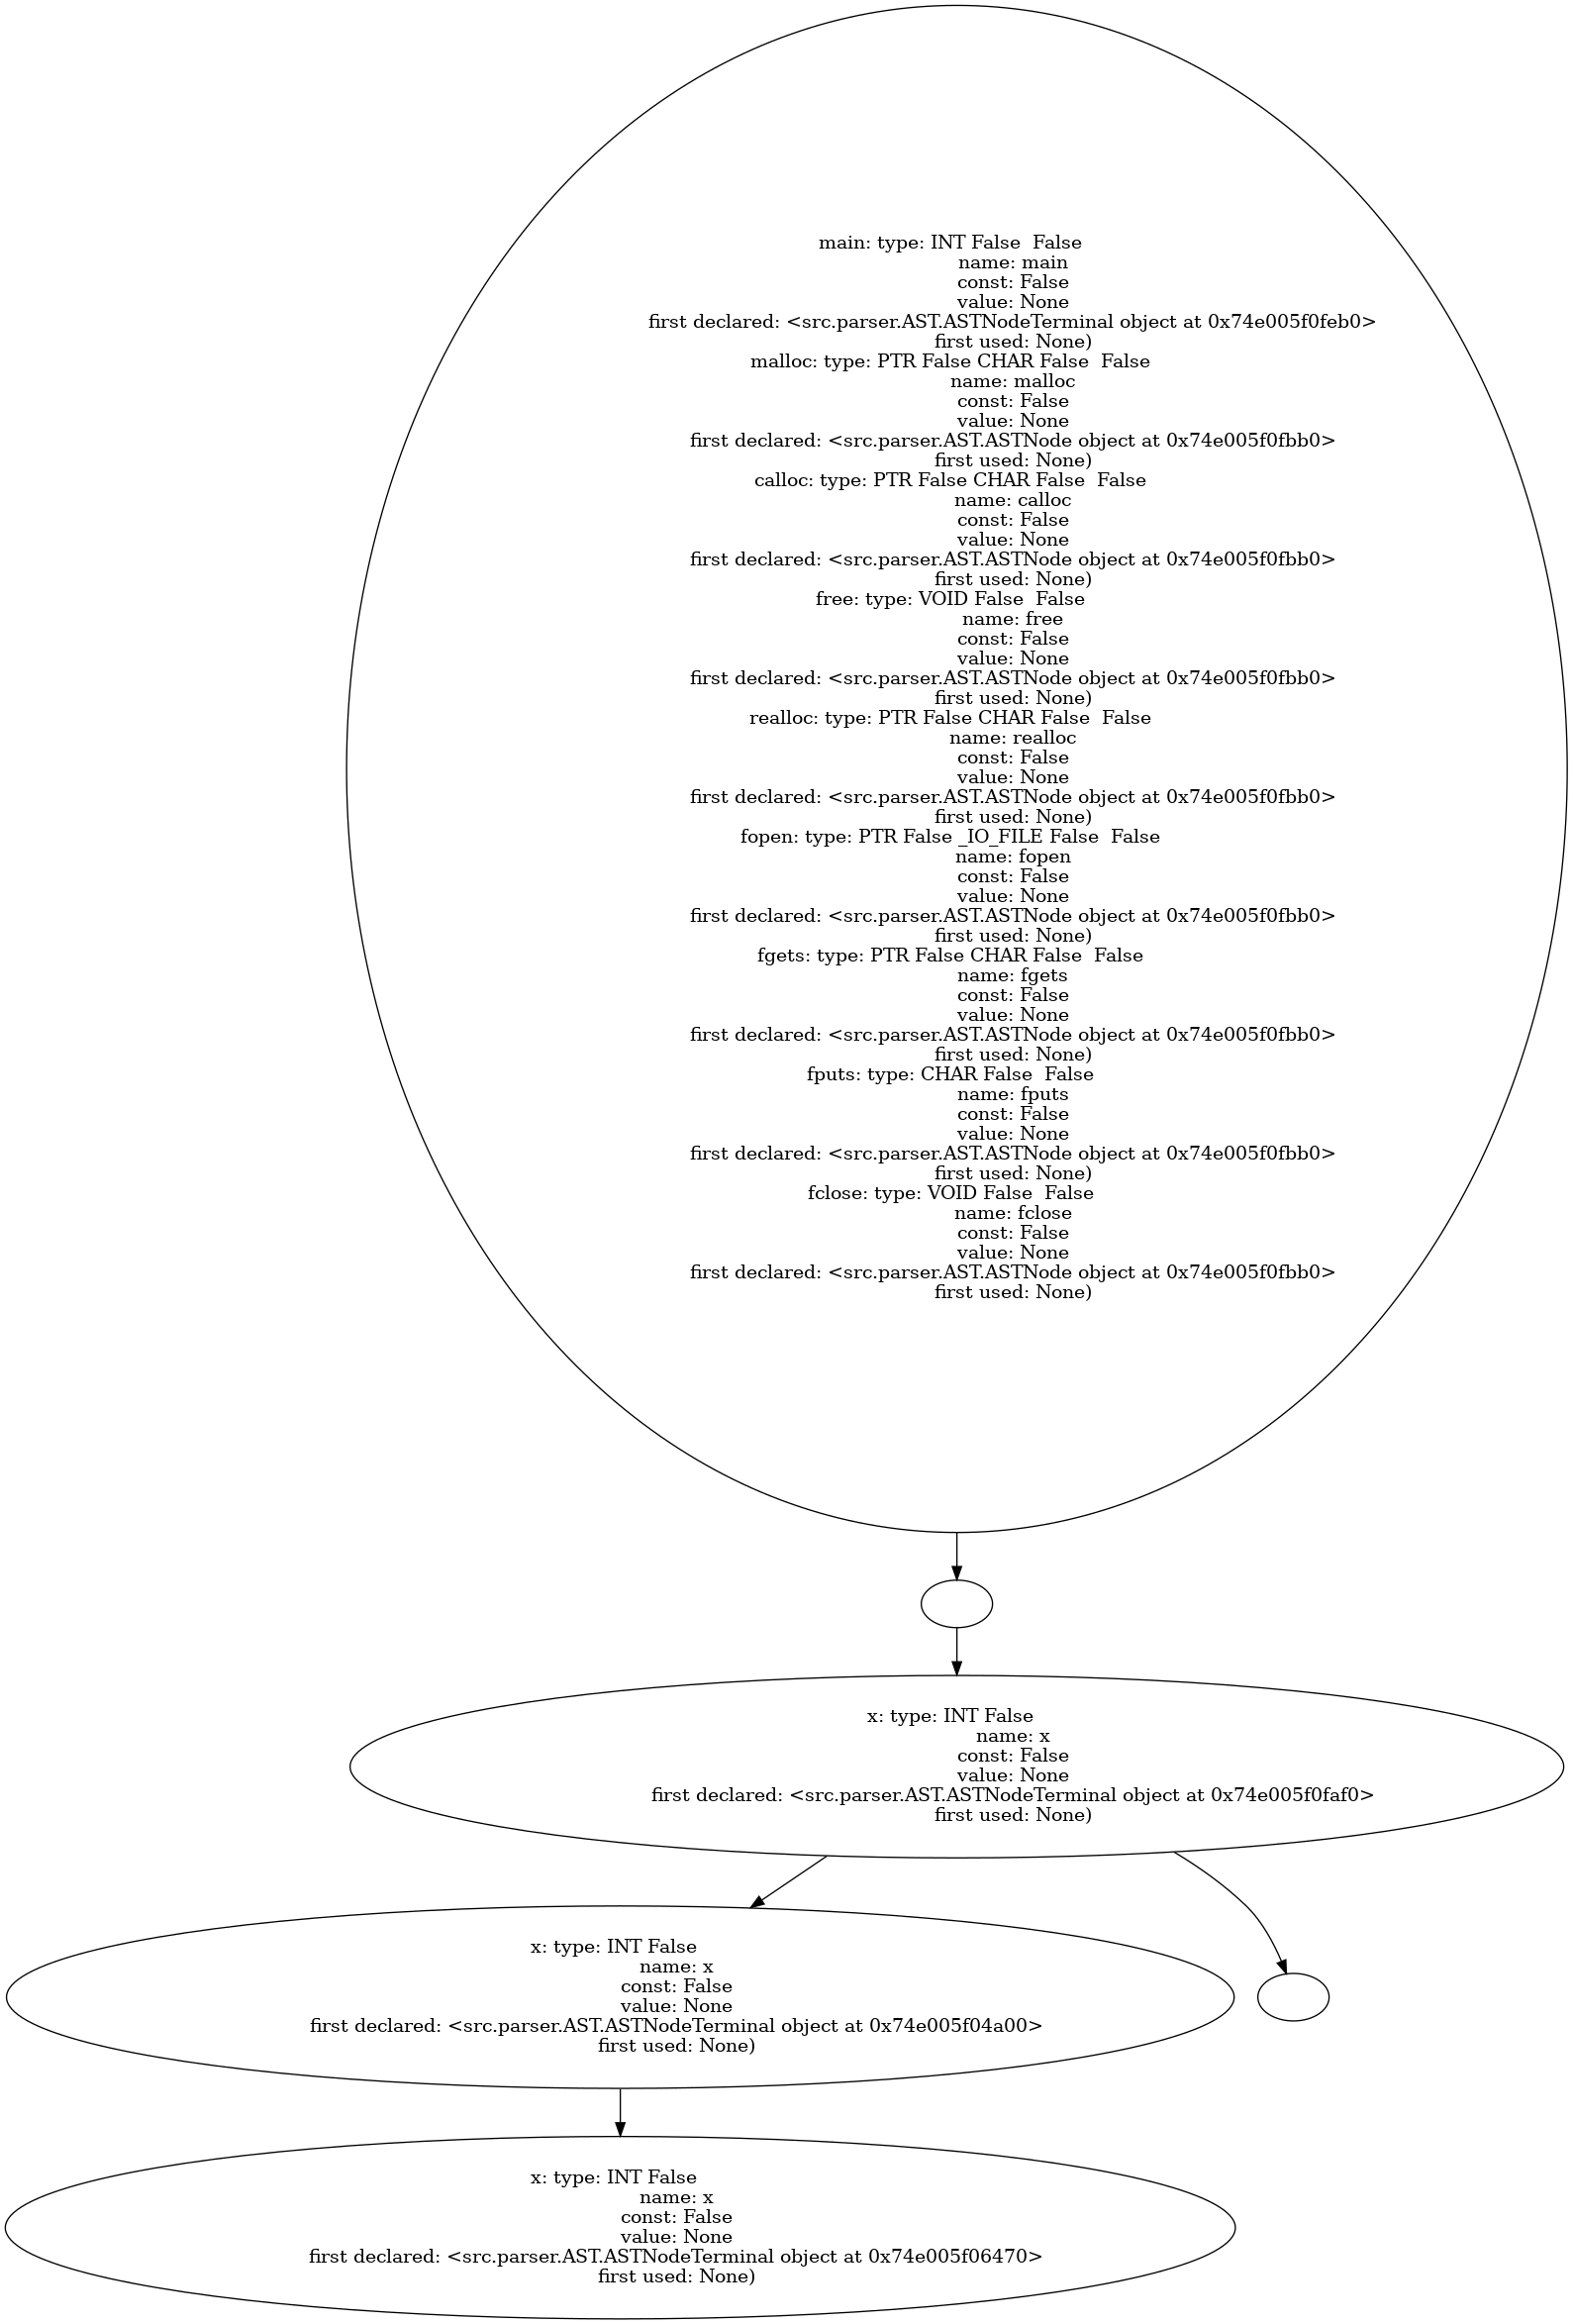 main: type: INT False  False
name: main
const: False
value: None
first declared: <src.parser.AST.ASTNodeTerminal object at 0x74e005f0feb0>
first used: None)
malloc: type: PTR False CHAR False  False
name: malloc
const: False
value: None
first declared: <src.parser.AST.ASTNode object at 0x74e005f0fbb0>
first used: None)
calloc: type: PTR False CHAR False  False
name: calloc
const: False
value: None
first declared: <src.parser.AST.ASTNode object at 0x74e005f0fbb0>
first used: None)
free: type: VOID False  False
name: free
const: False
value: None
first declared: <src.parser.AST.ASTNode object at 0x74e005f0fbb0>
first used: None)
realloc: type: PTR False CHAR False  False
name: realloc
const: False
value: None
first declared: <src.parser.AST.ASTNode object at 0x74e005f0fbb0>
first used: None)
fopen: type: PTR False _IO_FILE False  False
name: fopen
const: False
value: None
first declared: <src.parser.AST.ASTNode object at 0x74e005f0fbb0>
first used: None)
fgets: type: PTR False CHAR False  False
name: fgets
const: False
value: None
first declared: <src.parser.AST.ASTNode object at 0x74e005f0fbb0>
first used: None)
fputs: type: CHAR False  False
name: fputs
const: False
value: None
first declared: <src.parser.AST.ASTNode object at 0x74e005f0fbb0>
first used: None)
fclose: type: VOID False  False
name: fclose
const: False
value: None
first declared: <src.parser.AST.ASTNode object at 0x74e005f0fbb0>
first used: None)
x: type: INT False
name: x
const: False
value: None
first declared: <src.parser.AST.ASTNodeTerminal object at 0x74e005f0faf0>
first used: None)
x: type: INT False
name: x
const: False
value: None
first declared: <src.parser.AST.ASTNodeTerminal object at 0x74e005f04a00>
first used: None)
x: type: INT False
name: x
const: False
value: None
first declared: <src.parser.AST.ASTNodeTerminal object at 0x74e005f06470>
first used: None)